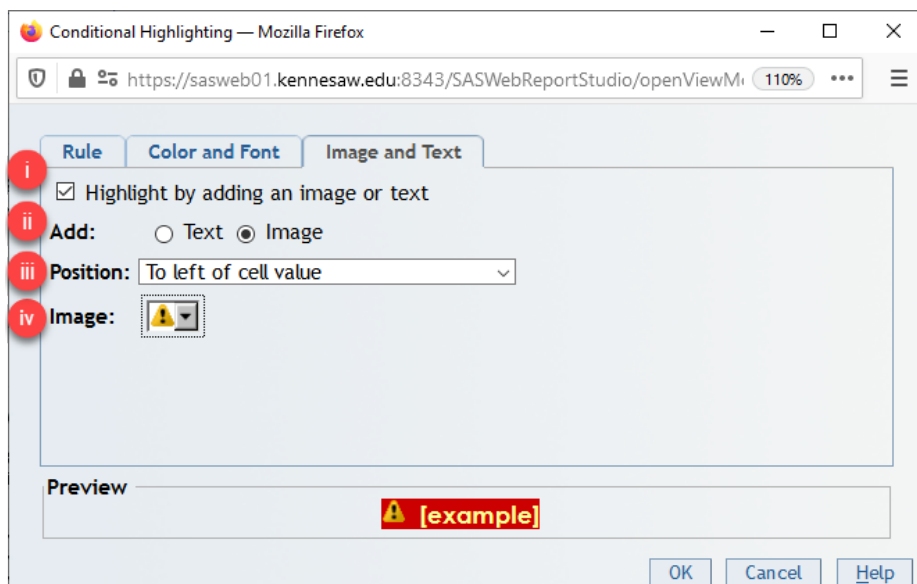 Conditional Highlighting — Mozilla Firefox
https://sasweb01.kennesaw.edu:8343/SASWebReportStudio/openViewM 110%
Rule Color and Font Image and Text
i
Highlight by adding an image or text
ii Add: Text Image
iii Position: To left of cell value
iv Image:
Preview
[example]
OK Cancel Help